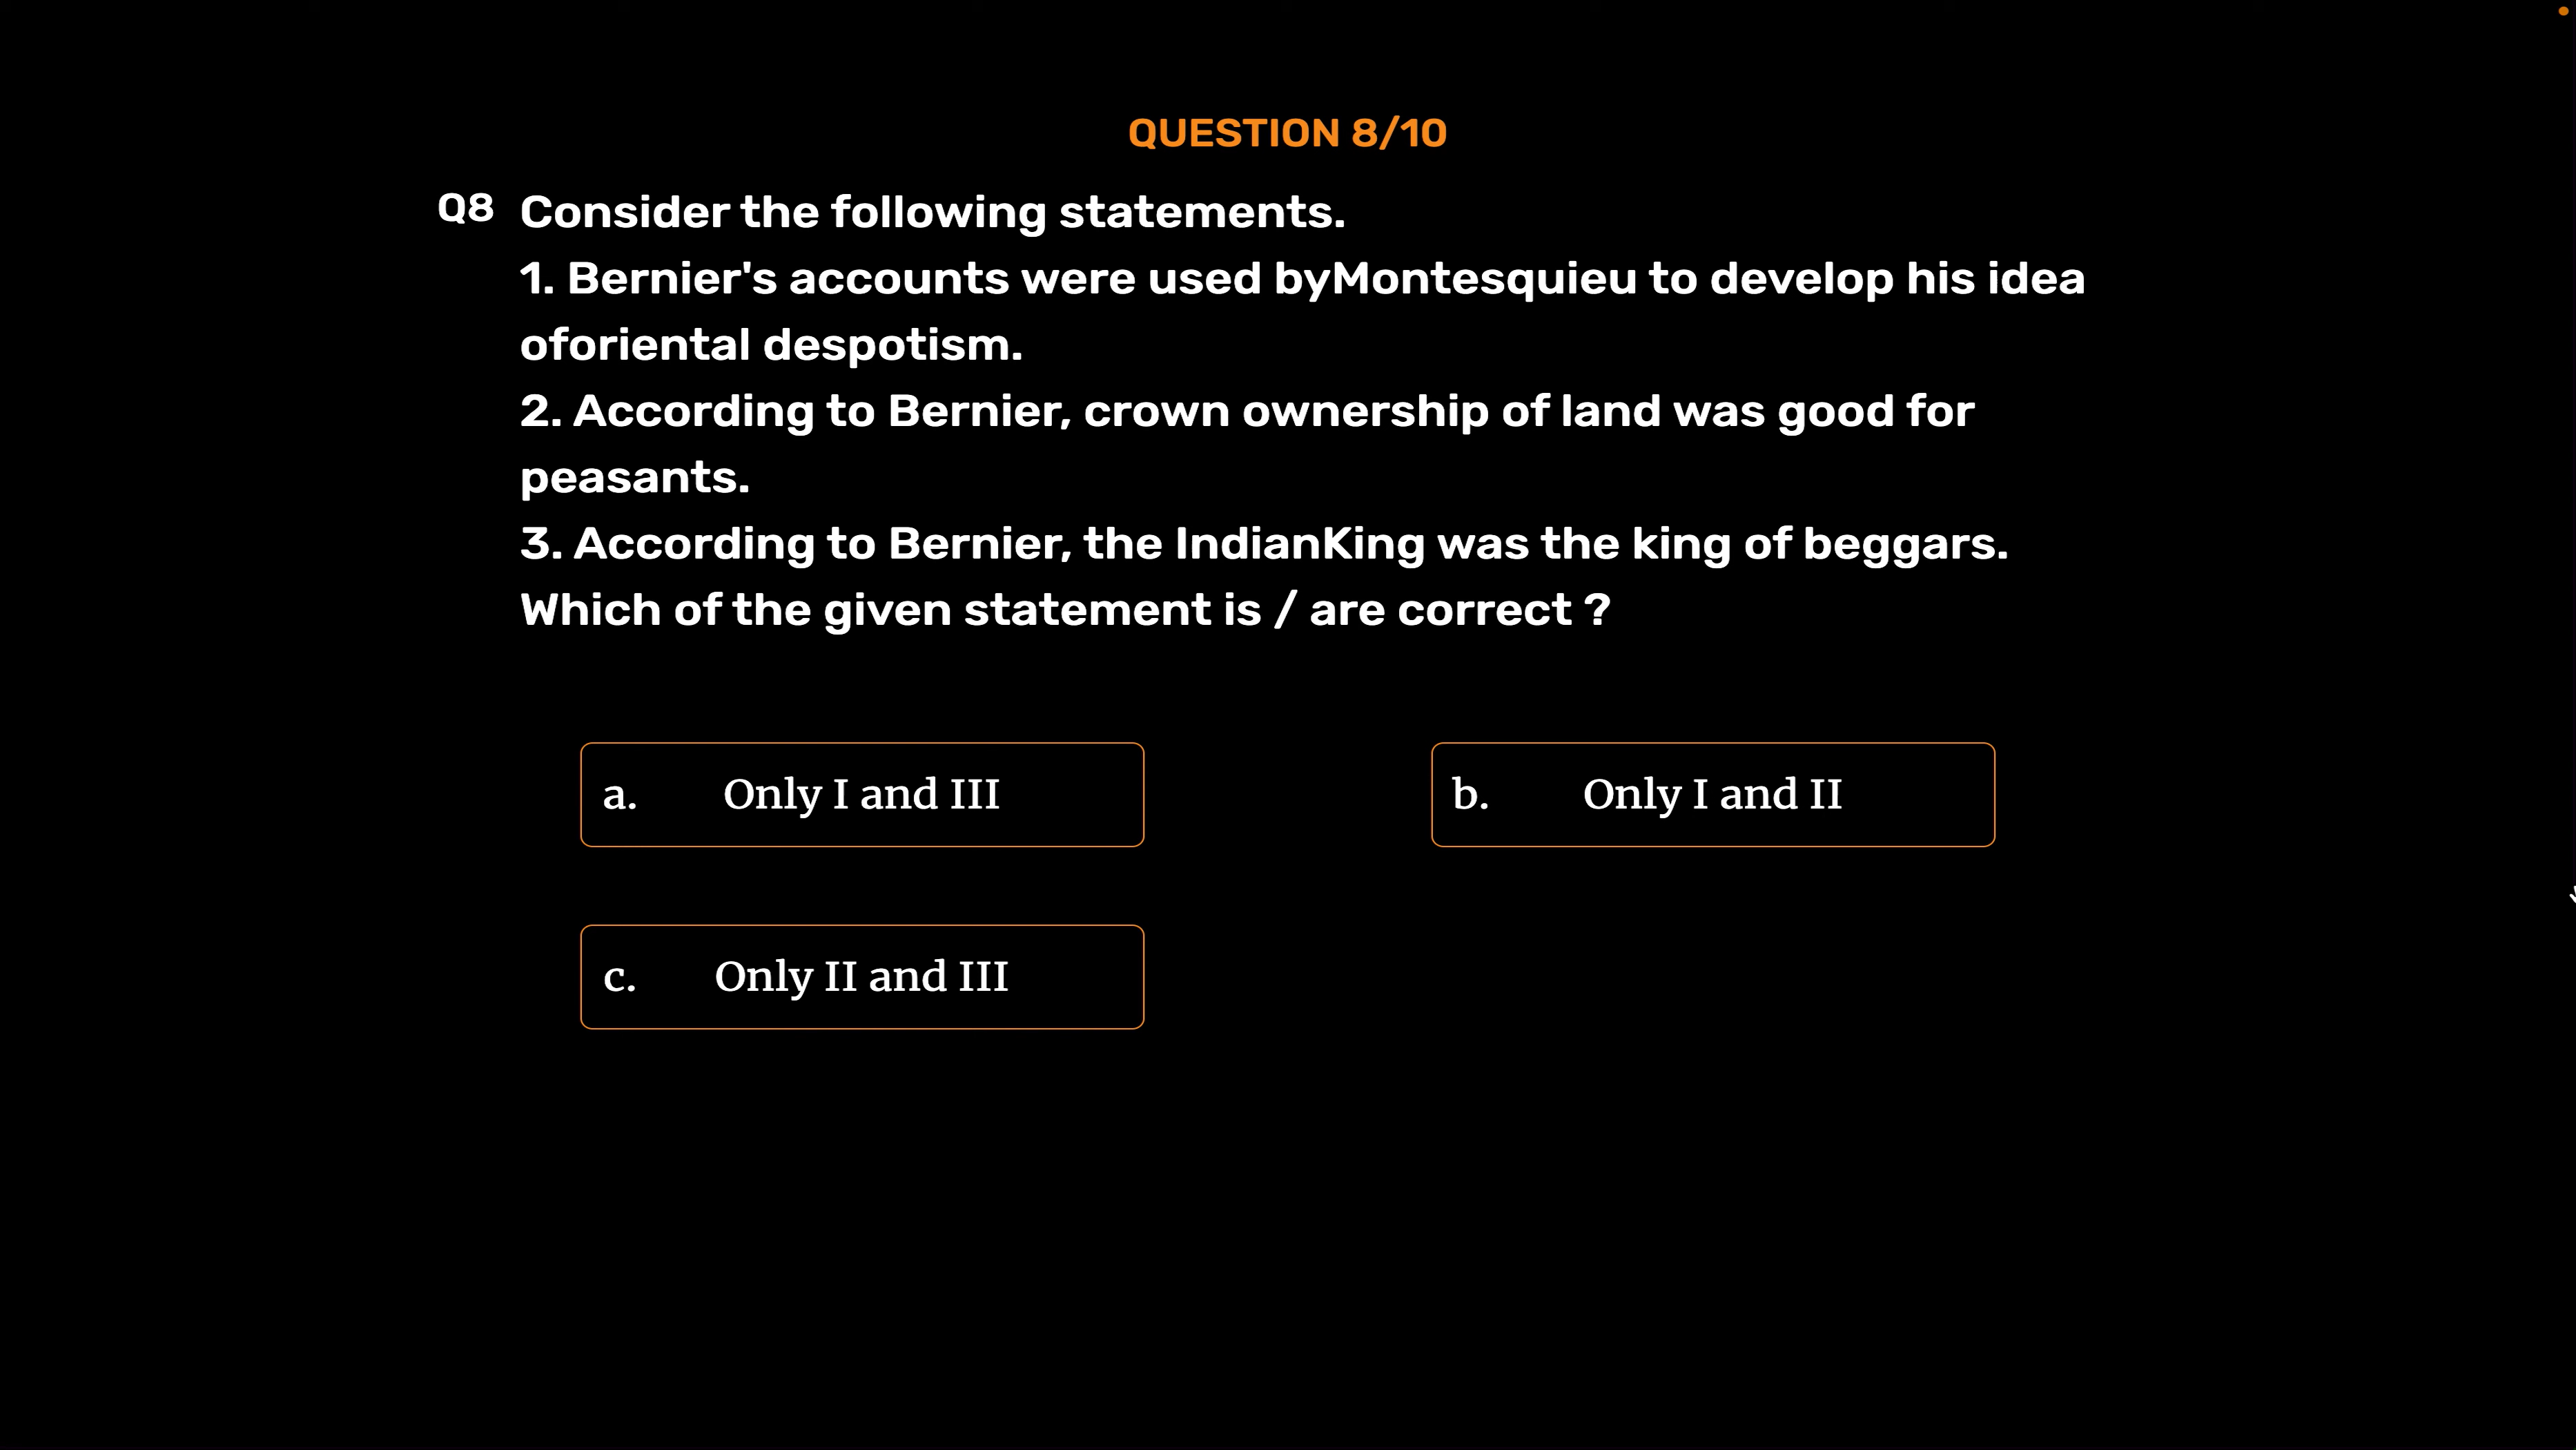 QUESTION 8/10
Q8 Consider the following statements.
1. Bernier's accounts were used byMontesquieu to develop his idea
oforiental despotism.
2. According to Bernier, crown ownership of land was good for
peasants.
3. According to Bernier, the IndianKing was the king of beggars.
Which of the given statement is / are correct ?
a. Only I and III
b. Only I and II
c. Only II and III